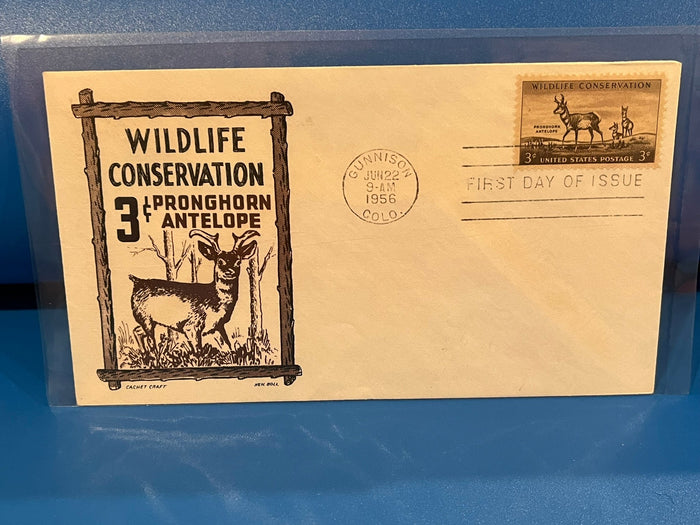 WILDLIFE
CONSERVATION
3¢ PRONGHORN
ANTELOPE
CACHET CRAFT
KEN BOLL
GUNNISON
JUN 22
9-AM
1956
COLO.
WILDLIFE CONSERVATION
PRONGHORN
ANTELOPE
3¢ UNITED STATES POSTAGE 3¢
FIRST DAY OF ISSUE